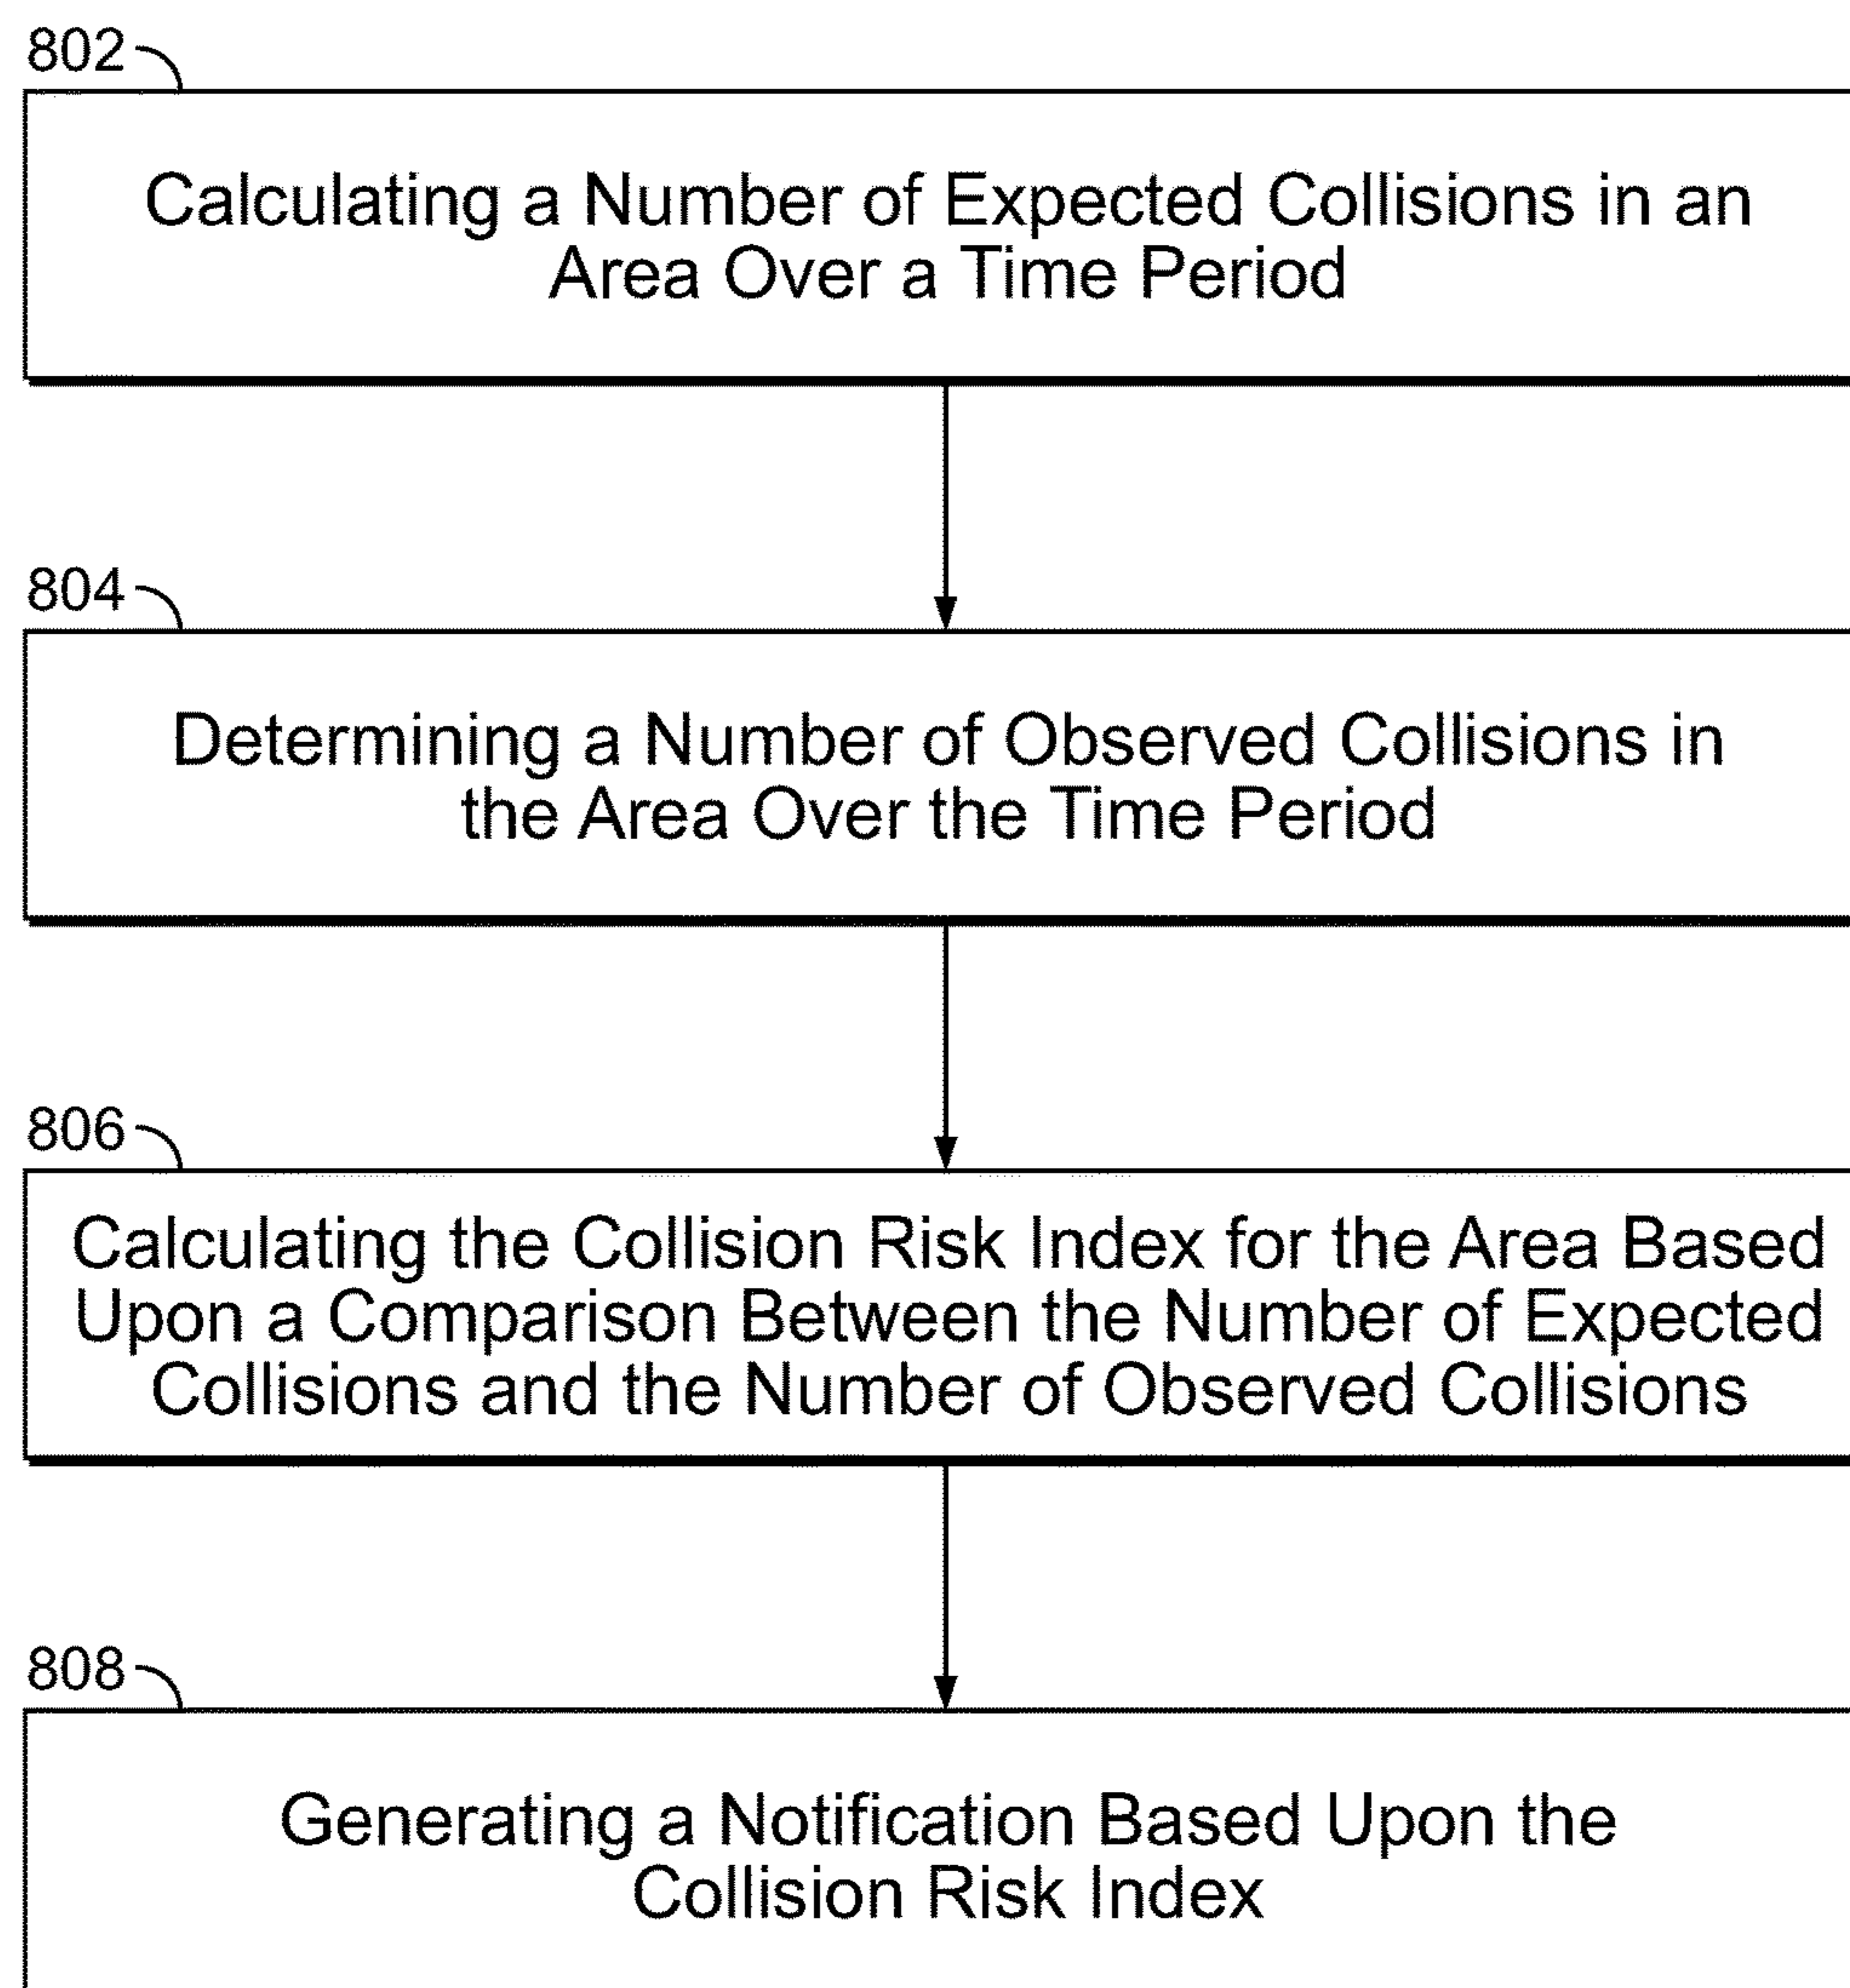 802
Calculating a Number of Expected Collisions in an
Area Over a Time Period
804
Determining a Number of Observed Collisions in
the Area Over the Time Period
806
Calculating the Collision Risk Index for the Area Based
Upon a Comparison Between the Number of Expected
Collisions and the Number of Observed Collisions
808
Generating a Notification Based Upon the
Collision Risk Index